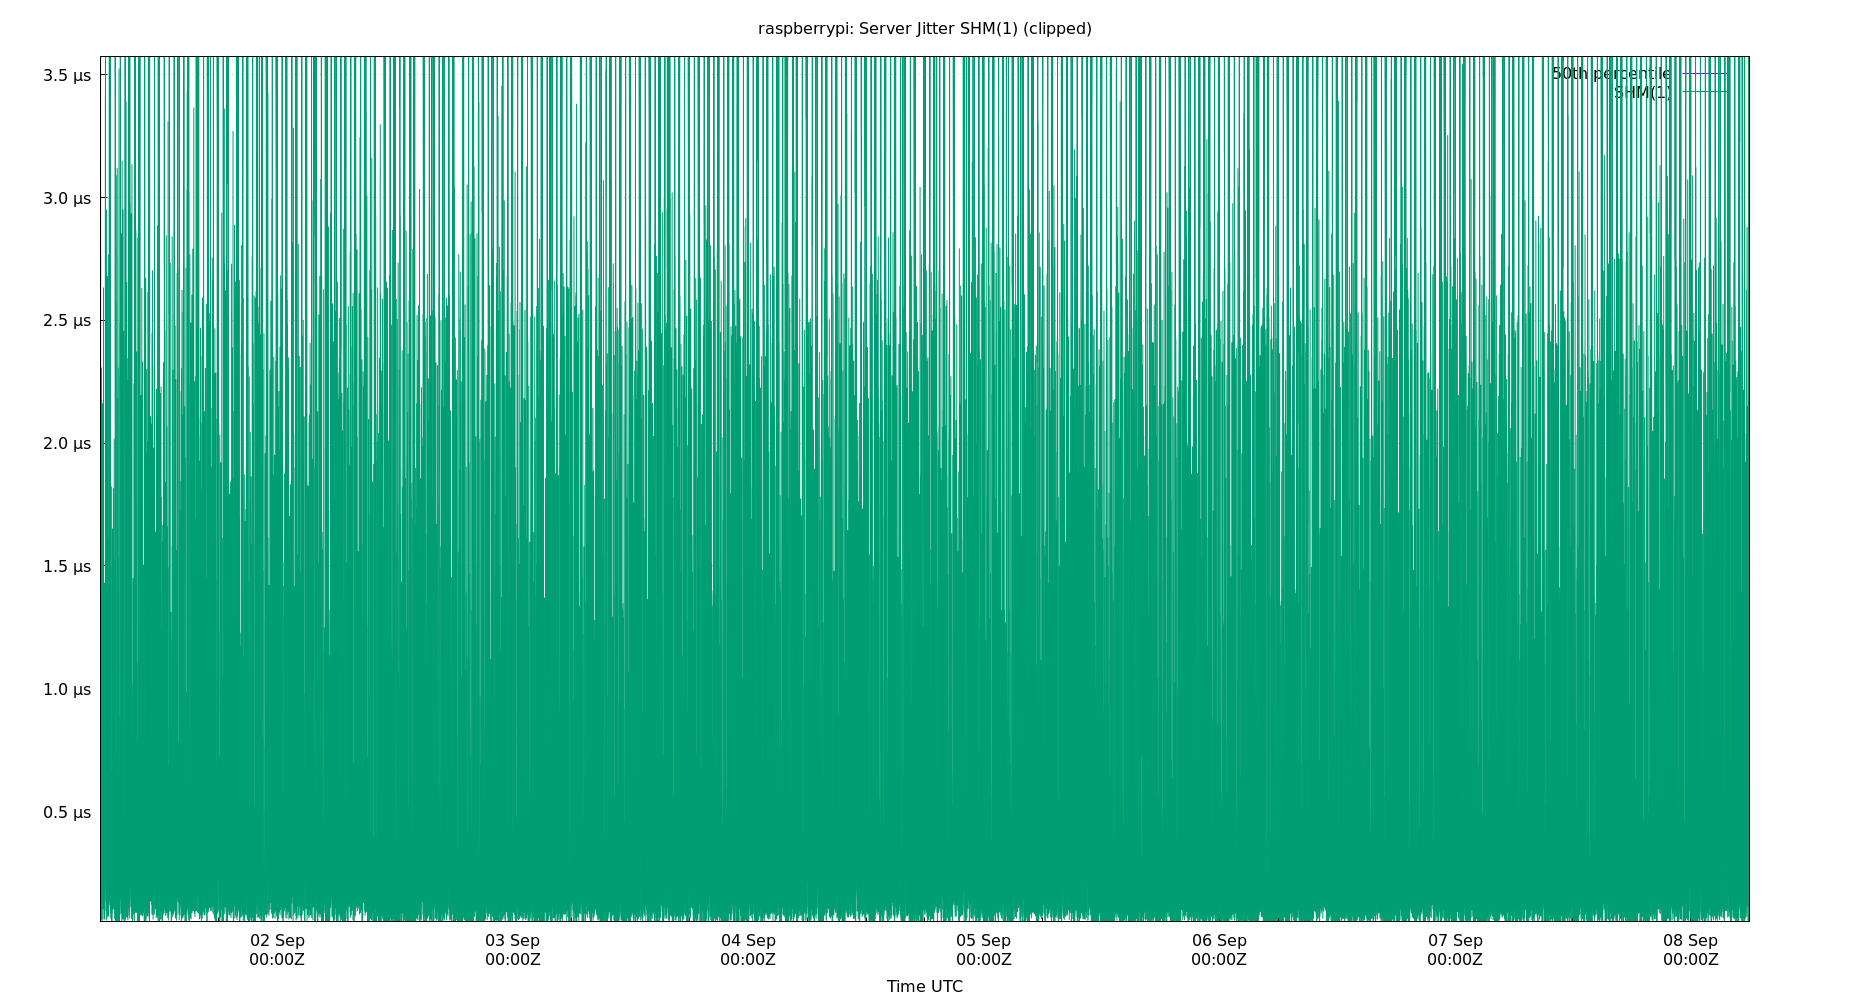 raspberrypi: Server Jitter SHM(1) (clipped)
3.5 μs
50th percentile
SHM(1)
3.0 μs
2.5 μs
2.0 μs
1.5 μs
1.0 μs
0.5 μs
02 Sep 03 Sep 04 Sep 05 Sep 06 Sep 07 Sep 08 Sep
00:00Z 00:00Z 00:00Z 00:00Z 00:00Z 00:00Z 00:00Z
Time UTC